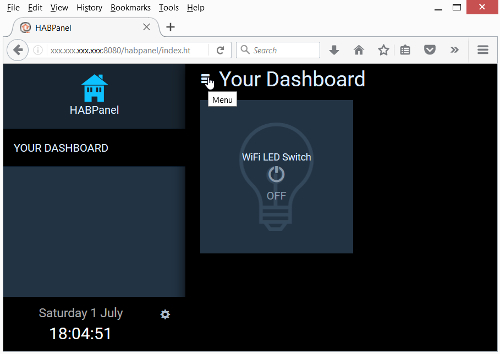 File Edit View History Bookmarks Tools Help
HABPanel
xxx.xxx.xxx.xxx:8080/habpanel/index.ht
Search
HABPanel
Your Dashboard
Menu
YOUR DASHBOARD
WiFi LED Switch
OFF
Saturday 1 July
18:04:51